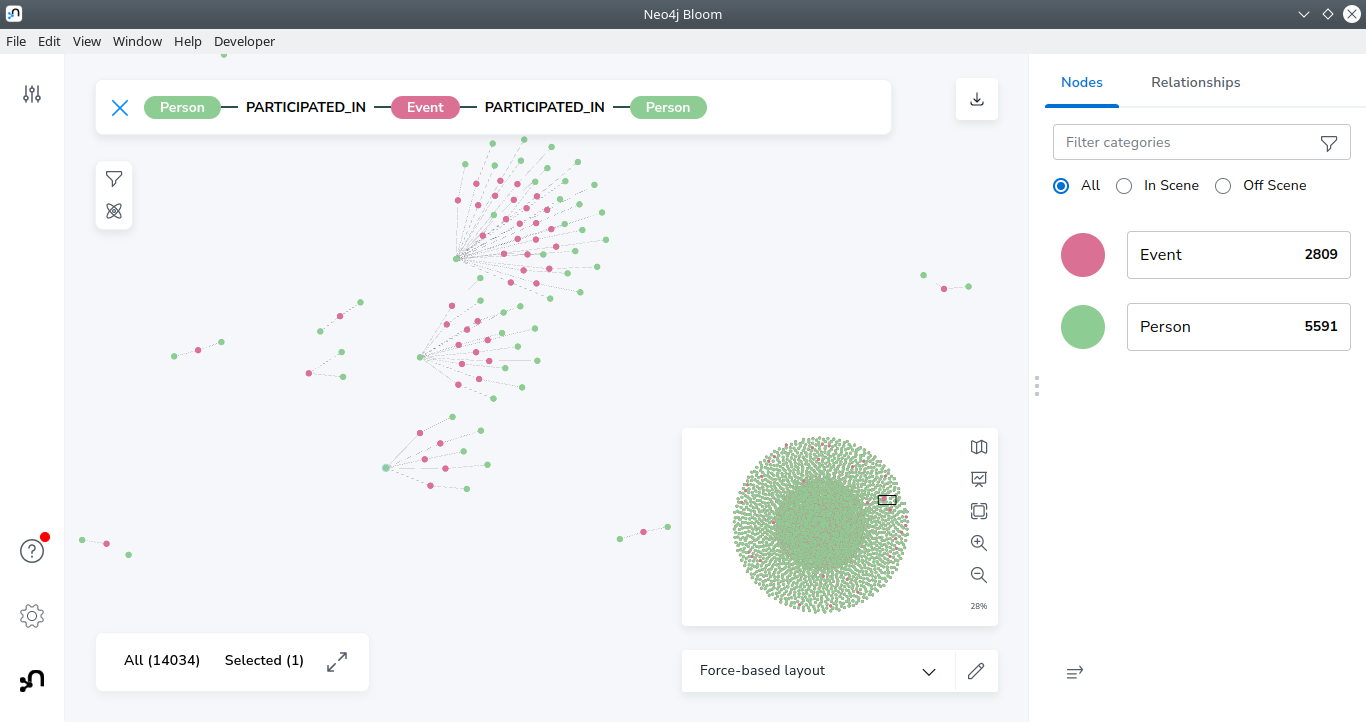 Neo4j Bloom
File Edit View Window Help Developer
Person PARTICIPATED_IN Event PARTICIPATED_IN Person
Nodes Relationships
Filter categories
All In Scene Off Scene
Event 2809
Person 5591
?
28%
All (14034) Selected (1)
Force-based layout